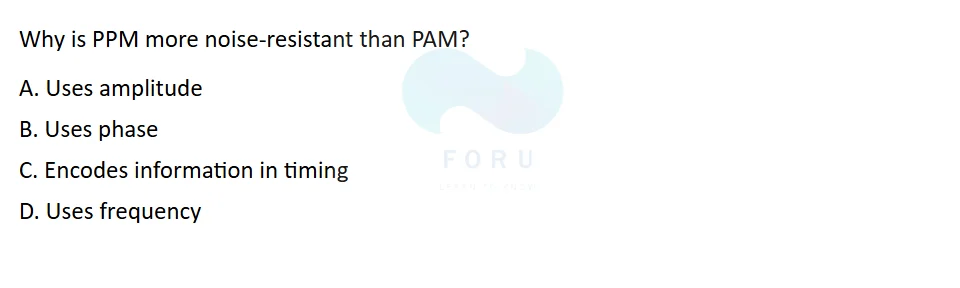 Why is PPM more noise-resistant than PAM?
A. Uses amplitude
B. Uses phase
C. Encodes information in timing
D. Uses frequency
FORU